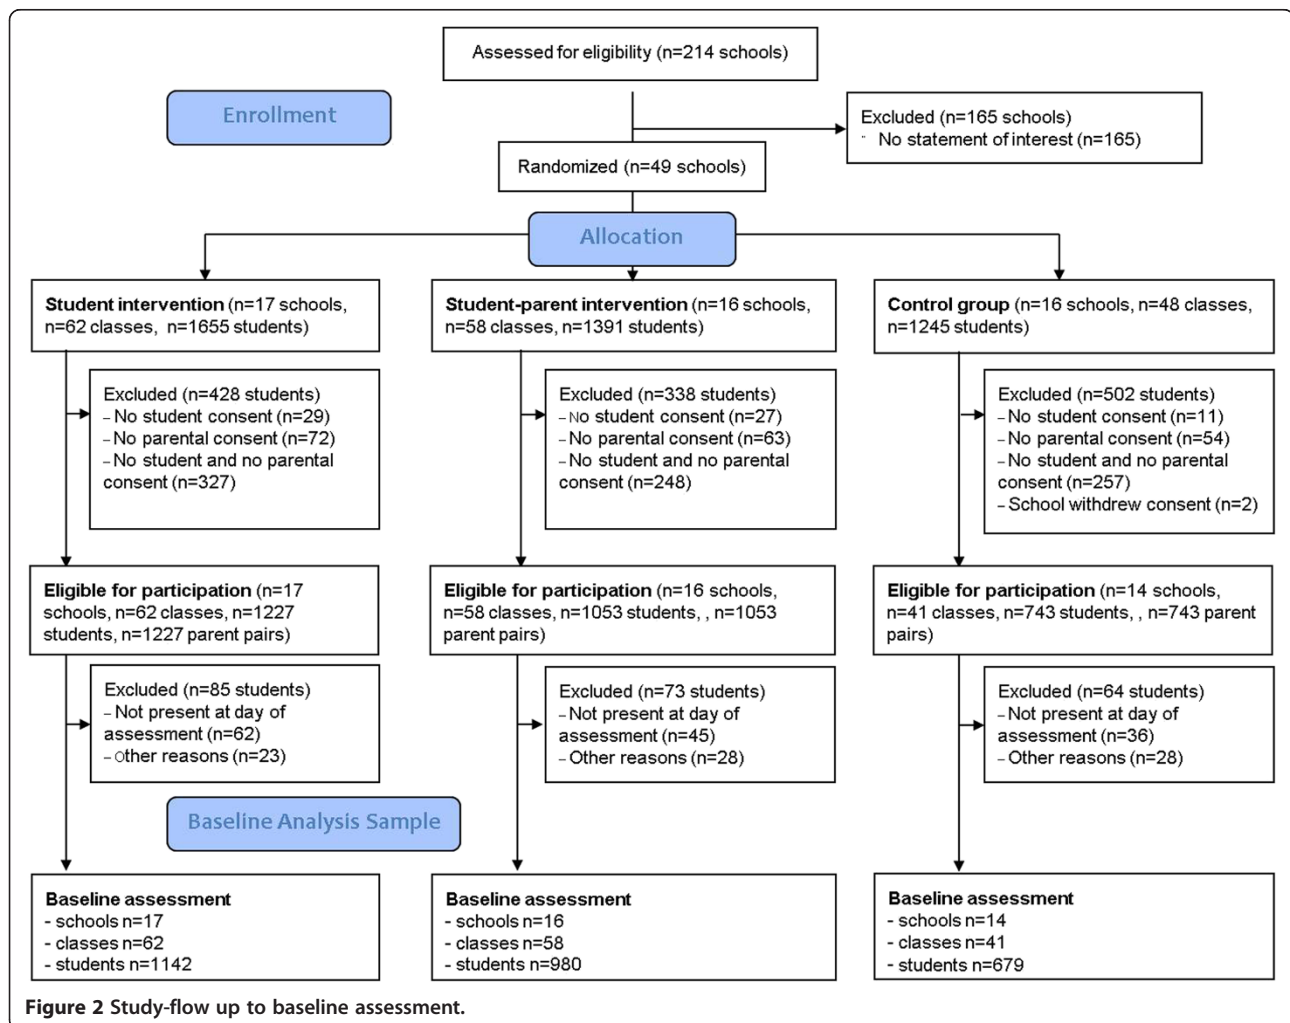 Assessed for eligibility (n=214 schools)
Enrollment
Excluded (n=165 schools)
¨ No statement of interest (n=165)
Randomized (n=49 schools)
Allocation
Student intervention (n=17 schools,
n=62 classes, n=1655 students)
Student-parent intervention (n=16 schools,
n=58 classes, n=1391 students)
Control group (n=16 schools, n=48 classes,
n=1245 students)
Excluded (n=428 students)
– No student consent (n=29)
– No parental consent (n=72)
– No student and no parental
consent (n=327)
Excluded (n=338 students)
– No student consent (n=27)
– No parental consent (n=63)
– No student and no parental
consent (n=248)
Excluded (n=502 students)
– No student consent (n=11)
– No parental consent (n=54)
– No student and no parental
consent (n=257)
– School withdrew consent (n=2)
Eligible for participation (n=17
schools, n=62 classes, n=1227
students, n=1227 parent pairs)
Eligible for participation (n=16 schools,
n=58 classes, n=1053 students, , n=1053
parent pairs)
Eligible for participation (n=14 schools,
n=41 classes, n=743 students, , n=743 parent
pairs)
Excluded (n=85 students)
– Not present at day of
assessment (n=62)
– Other reasons (n=23)
Excluded (n=73 students)
– Not present at day of
assessment (n=45)
– Other reasons (n=28)
Excluded (n=64 students)
– Not present at day of
assessment (n=36)
– Other reasons (n=28)
Baseline Analysis Sample
Baseline assessment
- schools n=17
- classes n=62
- students n=1142
Baseline assessment
- schools n=16
- classes n=58
- students n=980
Baseline assessment
- schools n=14
- classes n=41
- students n=679
Figure 2 Study-flow up to baseline assessment.